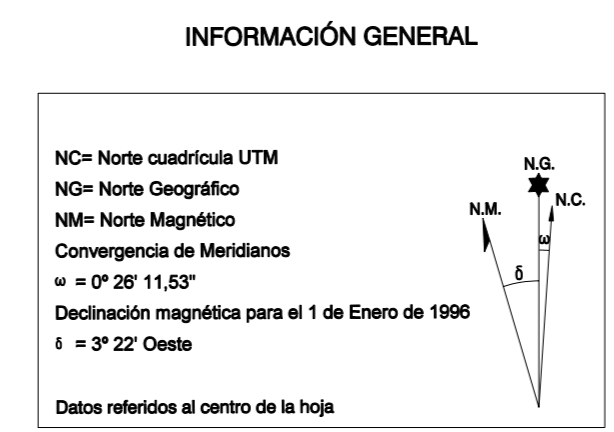 INFORMACIÓN GENERAL
NC= Norte cuadrícula UTM
NG= Norte Geográfico
NM= Norte Magnético
Convergencia de Meridianos
ω = 0º 26' 11,53"
Declinación magnética para el 1 de Enero de 1996
δ = 3º 22' Oeste
Datos referidos al centro de la hoja
N.G.
N.C.
N.M.
ω
δ